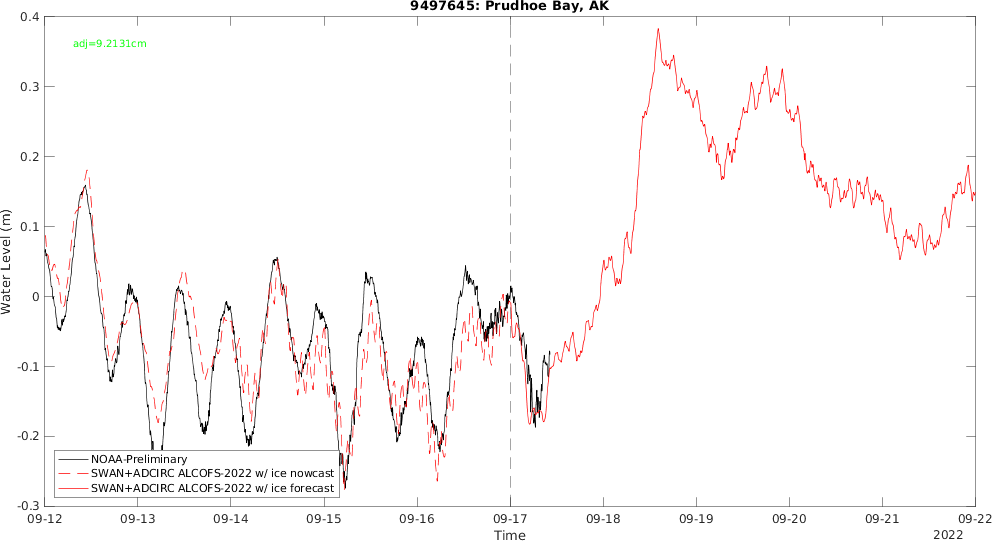 9497645: Prudhoe Bay, AK
adj=9.2131cm
0.4
0.3
0.2
0.1
0
-0.1
-0.2
-0.3
Water Level (m)
NOAA-Preliminary
SWAN+ADCIRC ALCOFS-2022 w/ ice nowcast
SWAN+ADCIRC ALCOFS-2022 w/ ice forecast
09-12 09-13 09-14 09-15 09-16 09-17 09-18 09-19 09-20 09-21 09-22
Time
2022